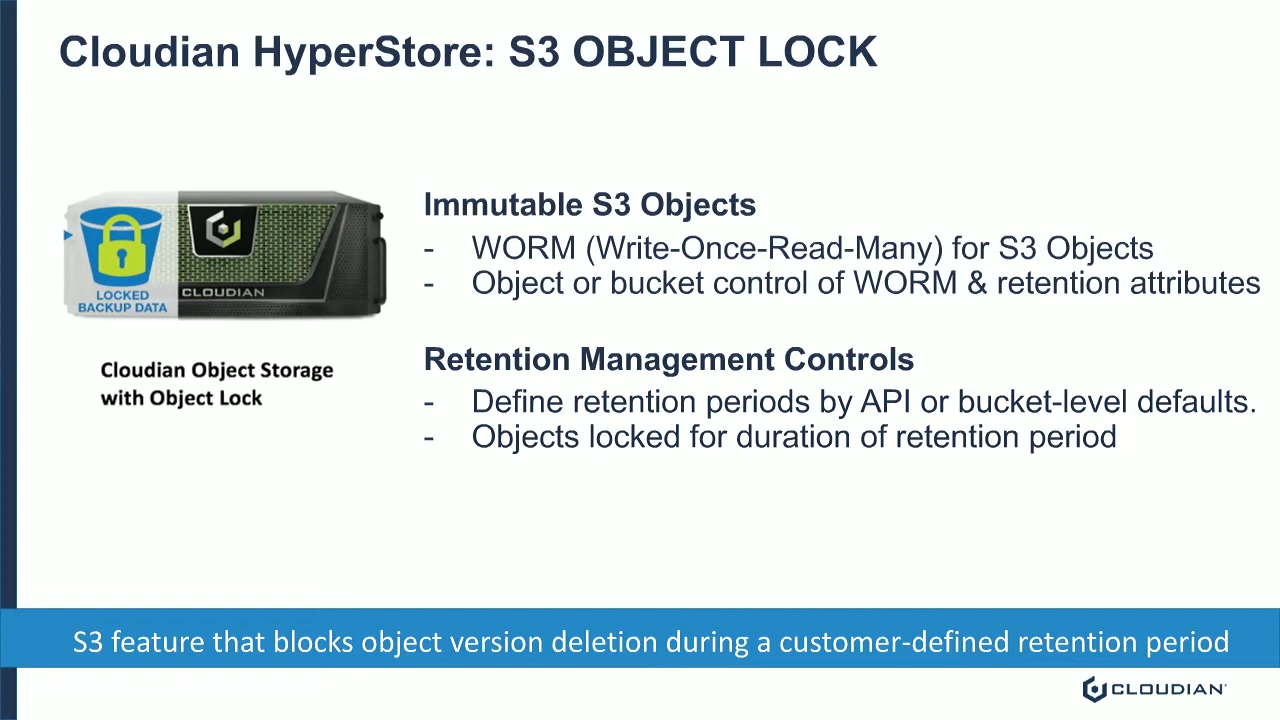 Cloudian HyperStore: S3 OBJECT LOCK
LOCKED
BACKUP DATA
CLOUDIAN
Cloudian Object Storage
with Object Lock
Immutable S3 Objects
- WORM (Write-Once-Read-Many) for S3 Objects
- Object or bucket control of WORM & retention attributes
Retention Management Controls
- Define retention periods by API or bucket-level defaults.
- Objects locked for duration of retention period
S3 feature that blocks object version deletion during a customer-defined retention period
CLOUDIAN